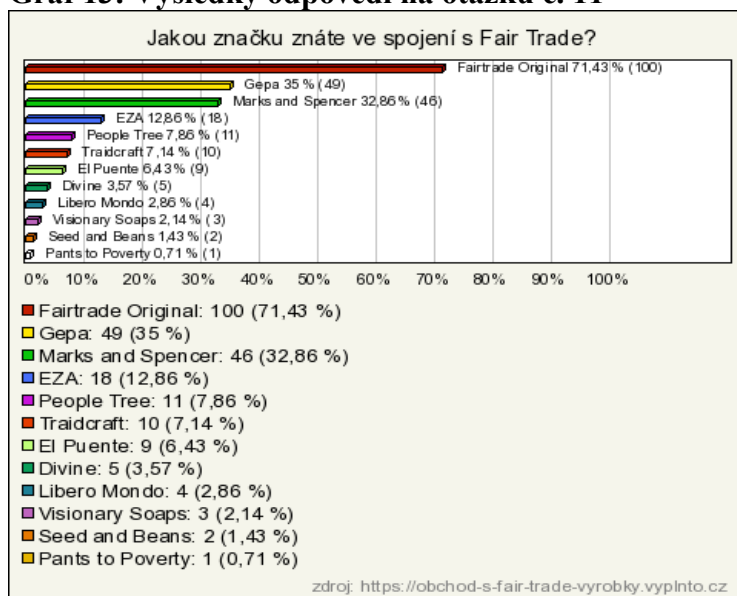 Graf 13: Výsledky odpovědí na otázku č. 11
Jakou značku znáte ve spojení s Fair Trade?
Fairtrade Original 71,43 % (100)
Gepa 35 % (49)
Marks and Spencer 32,86 % (46)
EZA 12,86 % (18)
People Tree 7,86 % (11)
Traidcraft 7,14 % (10)
El Puente 6,43 % (9)
Divine 3,57 % (5)
Libero Mondo 2,86 % (4)
Visionary Soaps 2,14 % (3)
Seed and Beans 1,43 % (2)
Pants to Poverty 0,71 % (1)
0% 10% 20% 30% 40% 50% 60% 70% 80% 90% 100%
Fairtrade Original: 100 (71,43 %)
Gepa: 49 (35 %)
Marks and Spencer: 46 (32,86 %)
EZA: 18 (12,86 %)
People Tree: 11 (7,86 %)
Traidcraft: 10 (7,14 %)
El Puente: 9 (6,43 %)
Divine: 5 (3,57 %)
Libero Mondo: 4 (2,86 %)
Visionary Soaps: 3 (2,14 %)
Seed and Beans: 2 (1,43 %)
Pants to Poverty: 1 (0,71 %)
zdroj: https://obchod-s-fair-trade-vyrobky.vyplnto.cz